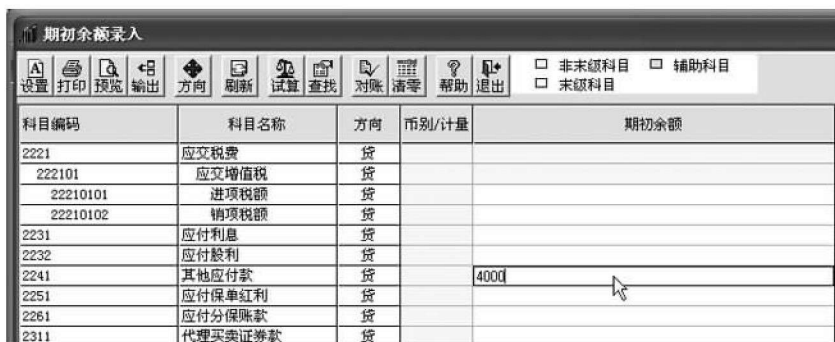 期初余额录入
设置 打印 预览 输出 方向 刷新 试算 查找 对账 清零 帮助 退出 非末级科目 辅助科目
末级科目
科目编码 科目名称 方向 币别/计量 期初余额
2221 应交税费 贷
222101 应交增值税 贷
22210101 进项税额 贷
22210102 销项税额 贷
2231 应付利息 贷
2232 应付股利 贷
2241 其他应付款 贷 4000
2251 应付保单红利 贷
2261 应付分保账款 贷
2311 代理买卖证券款 贷